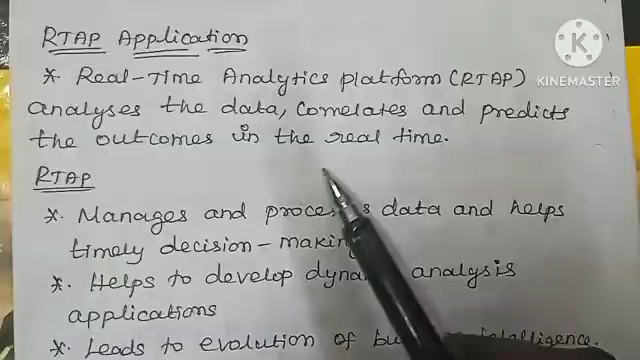 RTAP Application
* Real-Time Analytics platform (RTAP)
analyses the data, correlates and predicts
the outcomes in the real time.
RTAP
* Manages and process data and helps
timely decision-making
* Helps to develop dynamic analysis
applications
* Leads to evolution of business intelligence.
K
KINEMASTER